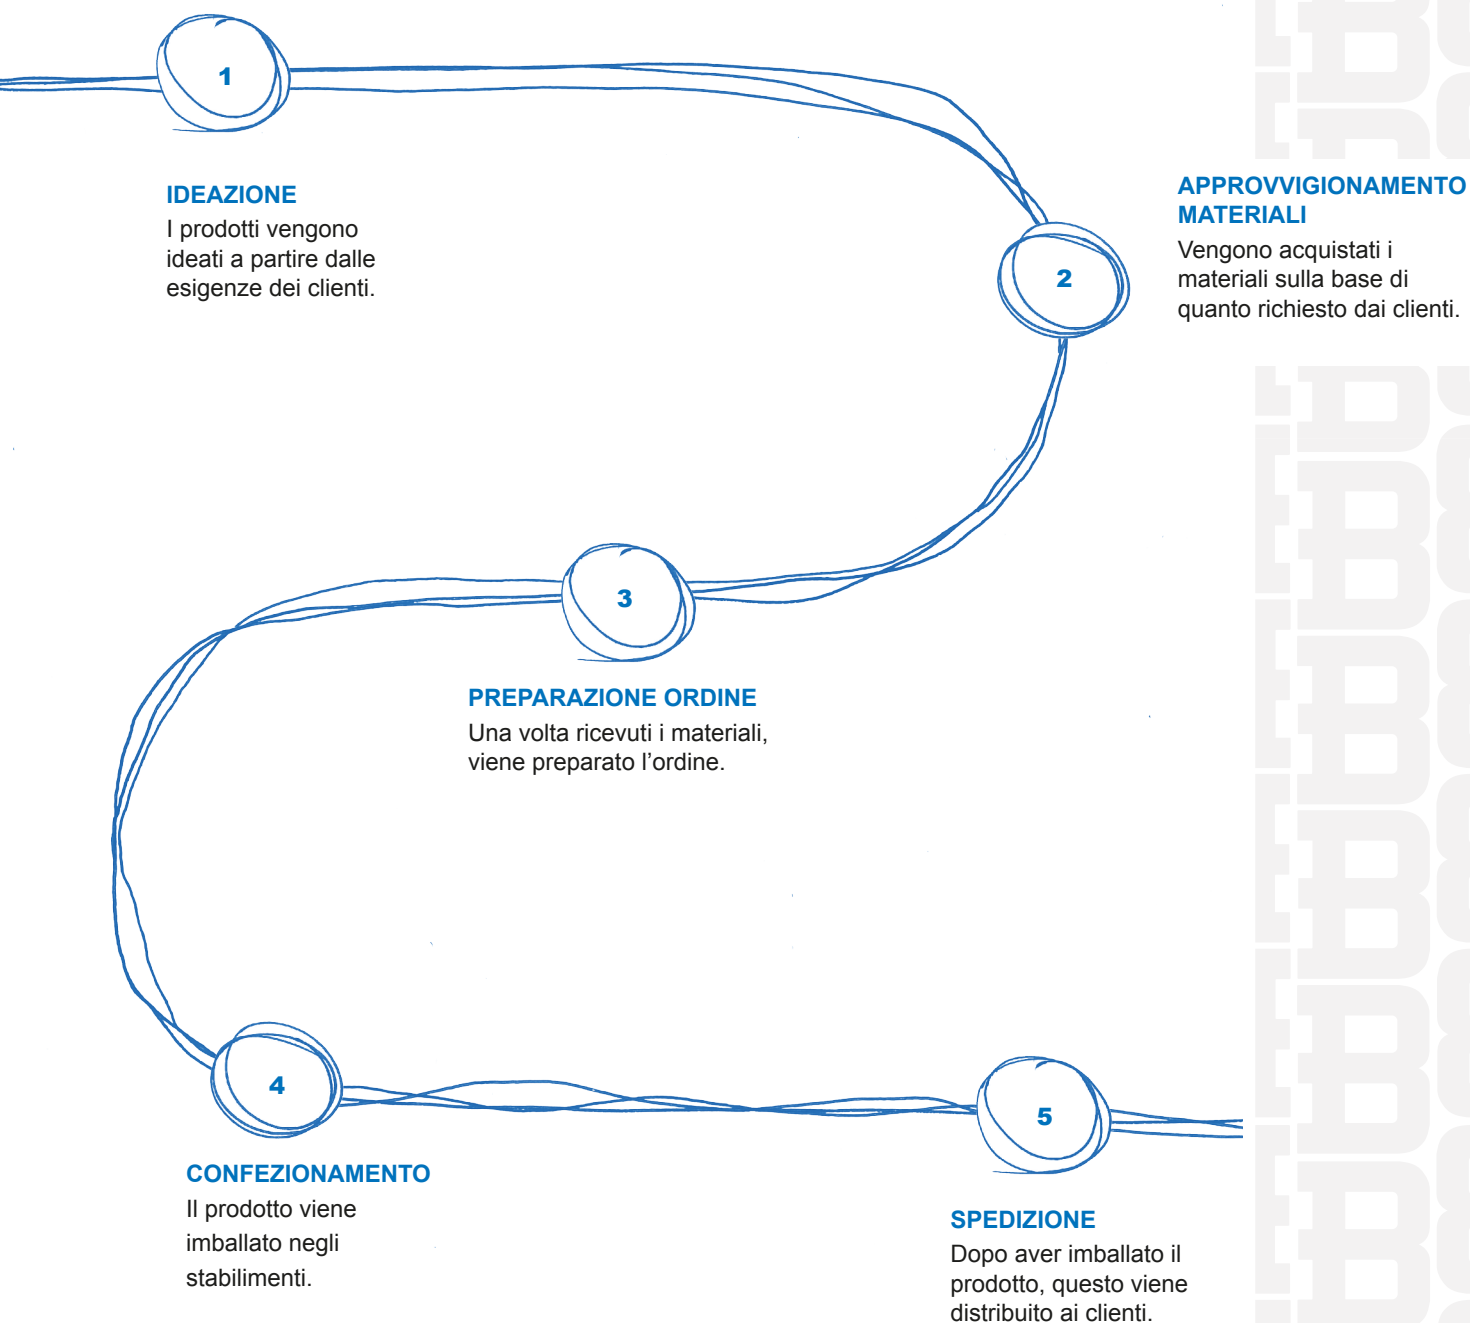 1
IDEAZIONE
I prodotti vengono
ideati a partire dalle
esigenze dei clienti.
2
APPROVVIGIONAMENTO
MATERIALI
Vengono acquistati i
materiali sulla base di
quanto richiesto dai clienti.
3
PREPARAZIONE ORDINE
Una volta ricevuti i materiali,
viene preparato l’ordine.
4
CONFEZIONAMENTO
Il prodotto viene
imballato negli
stabilimenti.
5
SPEDIZIONE
Dopo aver imballato il
prodotto, questo viene
distribuito ai clienti.